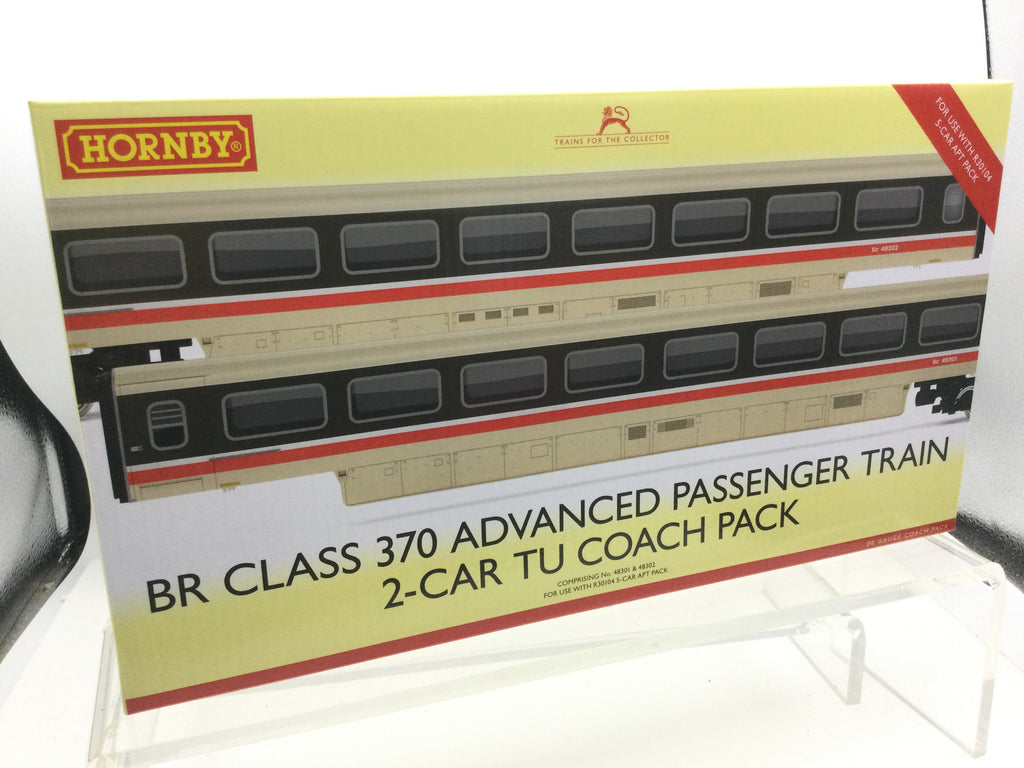 HORNBY®
TRAINS FOR THE COLLECTOR
FOR USE WITH R30104
5-CAR APT PACK
Sc 48302
Sc 48301
BR CLASS 370 ADVANCED PASSENGER TRAIN
2-CAR TU COACH PACK
COMPRISING No. 48301 & 48302
FOR USE WITH R30104 5-CAR APT PACK
00 GAUGE COACH PACK